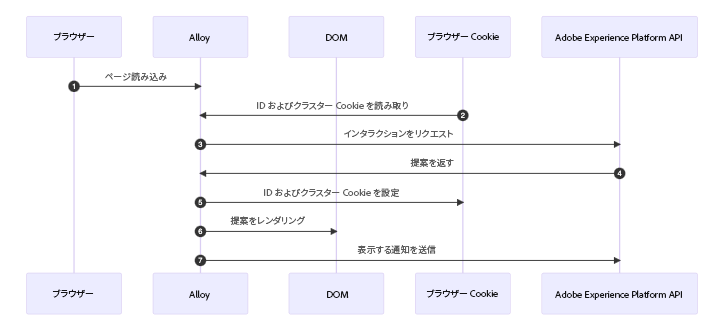 ブラウザー
Alloy
DOM
ブラウザー Cookie
Adobe Experience Platform API
ページ読み込み
1
ID およびクラスター Cookie を読み取り
2
インタラクションをリクエスト
3
提案を返す
4
ID およびクラスター Cookie を設定
5
提案をレンダリング
6
表示する通知を送信
7
ブラウザー
Alloy
DOM
ブラウザー Cookie
Adobe Experience Platform API